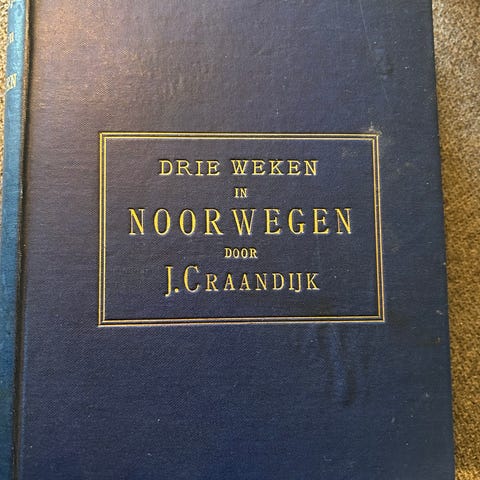 DRIE WEKEN
IN
NOORWEGEN
DOOR
J. CRAANDIJK